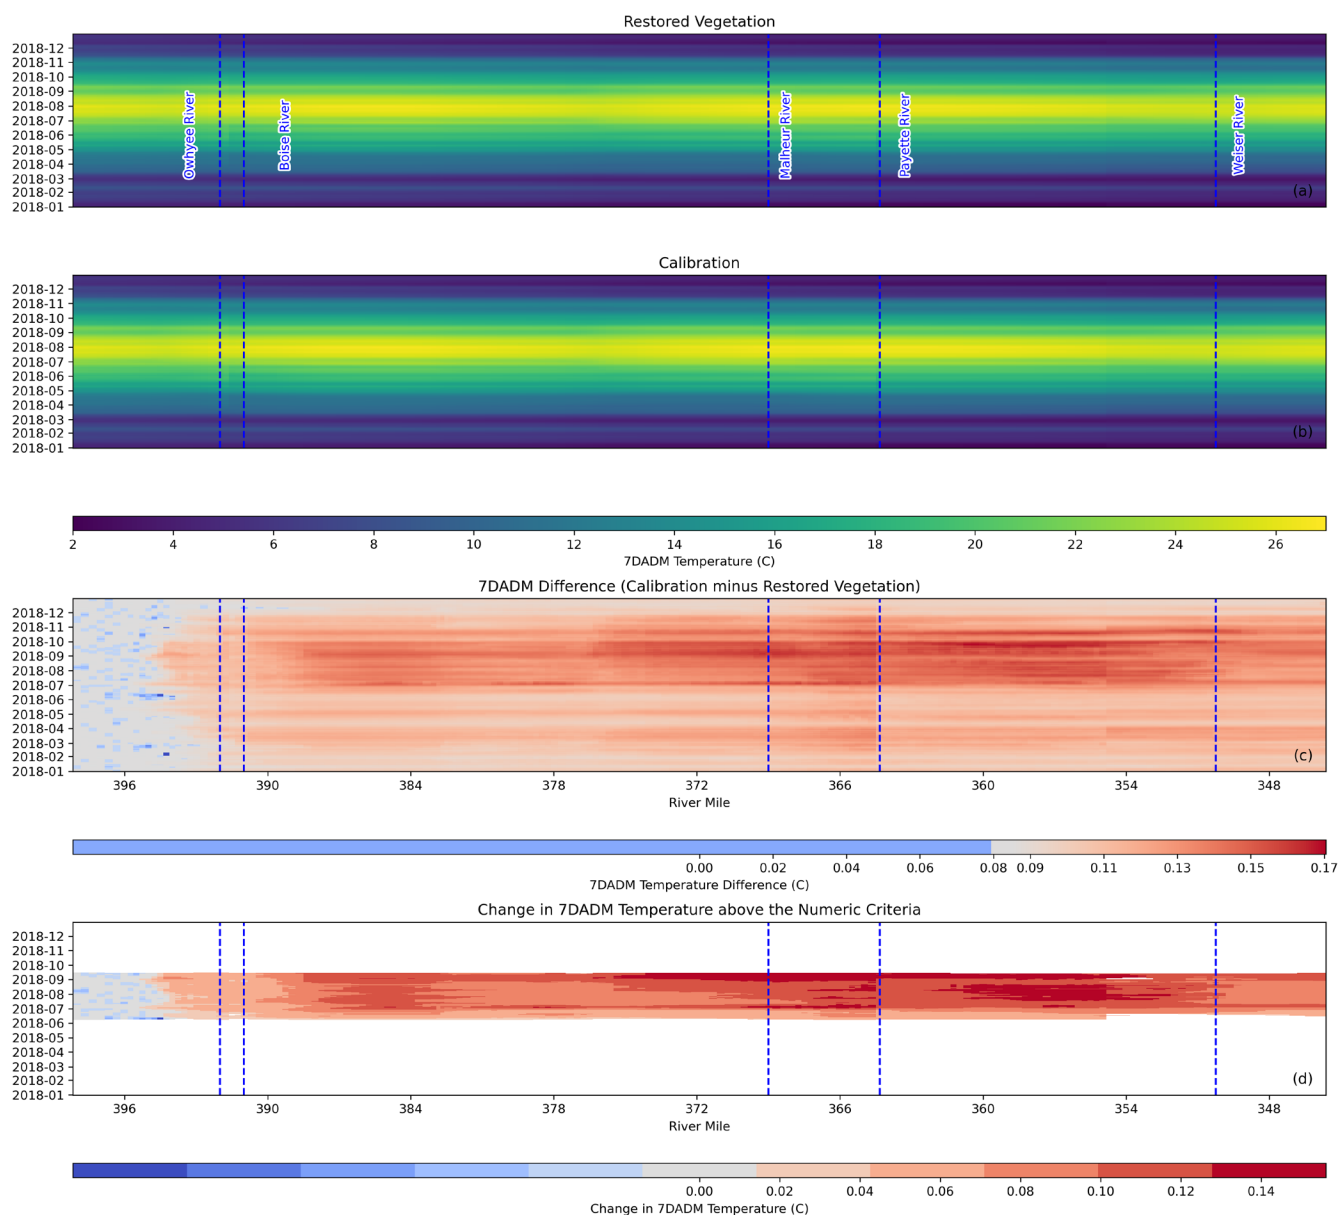 Restored Vegetation
2018-12
2018-11
2018-10
2018-09
2018-08
2018-07
2018-06
2018-05
2018-04
2018-03
2018-02
2018-01
Owhyee River
Boise River
Malheur River
Payette River
Weiser River
(a)
Calibration
2018-12
2018-11
2018-10
2018-09
2018-08
2018-07
2018-06
2018-05
2018-04
2018-03
2018-02
2018-01
(b)
2 4 6 8 10 12 14 16 18 20 22 24 26
7DADM Temperature (C)
7DADM Difference (Calibration minus Restored Vegetation)
2018-12
2018-11
2018-10
2018-09
2018-08
2018-07
2018-06
2018-05
2018-04
2018-03
2018-02
2018-01
(c)
396 390 384 378 372 366 360 354 348
River Mile
0.00 0.02 0.04 0.06 0.08 0.09 0.11 0.13 0.15 0.17
7DADM Temperature Difference (C)
Change in 7DADM Temperature above the Numeric Criteria
2018-12
2018-11
2018-10
2018-09
2018-08
2018-07
2018-06
2018-05
2018-04
2018-03
2018-02
2018-01
(d)
396 390 384 378 372 366 360 354 348
River Mile
0.00 0.02 0.04 0.06 0.08 0.10 0.12 0.14
Change in 7DADM Temperature (C)